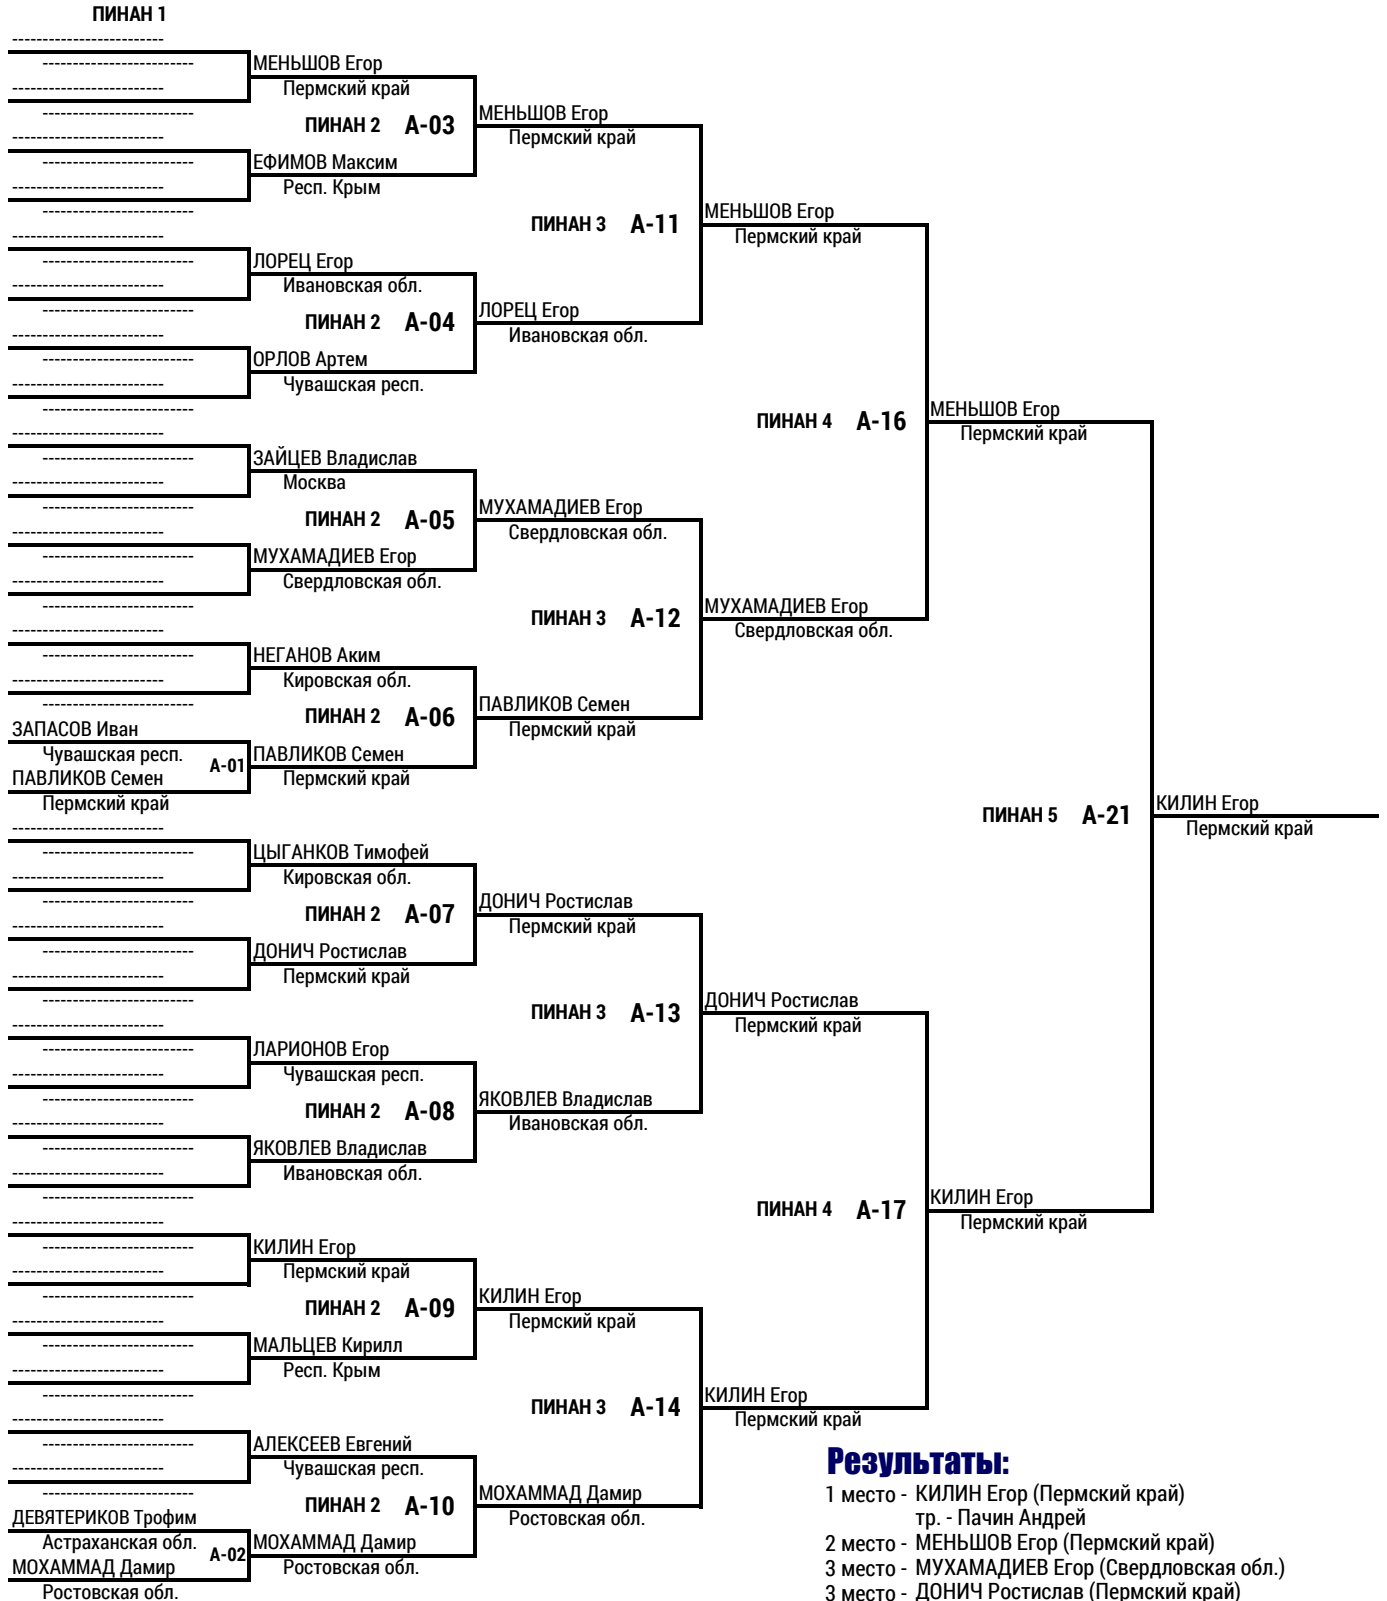 ПИНАН 1
-------------------------
-------------------------
МЕНЬШОВ Егор
-------------------------
Пермский край
-------------------------
МЕНЬШОВ Егор
ПИНАН 2 A-03
-------------------------
Пермский край
-------------------------
ЕФИМОВ Максим
-------------------------
Респ. Крым
-------------------------
МЕНЬШОВ Егор
ПИНАН 3 A-11
-------------------------
Пермский край
-------------------------
ЛОРЕЦ Егор
-------------------------
Ивановская обл.
-------------------------
ЛОРЕЦ Егор
ПИНАН 2 A-04
-------------------------
Ивановская обл.
-------------------------
ОРЛОВ Артем
-------------------------
Чувашская респ.
-------------------------
МЕНЬШОВ Егор
ПИНАН 4 A-16
-------------------------
Пермский край
-------------------------
ЗАЙЦЕВ Владислав
-------------------------
Москва
-------------------------
МУХАМАДИЕВ Егор
ПИНАН 2 A-05
-------------------------
Свердловская обл.
-------------------------
МУХАМАДИЕВ Егор
-------------------------
Свердловская обл.
-------------------------
МУХАМАДИЕВ Егор
ПИНАН 3 A-12
-------------------------
Свердловская обл.
-------------------------
НЕГАНОВ Аким
-------------------------
Кировская обл.
-------------------------
ПАВЛИКОВ Семен
ПИНАН 2 A-06
ЗАПАСОВ Иван
Пермский край
Чувашская респ.
A-01
ПАВЛИКОВ Семен
ПАВЛИКОВ Семен
Пермский край
Пермский край
КИЛИН Егор
ПИНАН 5 A-21
Пермский край
-------------------------
-------------------------
ЦЫГАНКОВ Тимофей
-------------------------
Кировская обл.
-------------------------
ДОНИЧ Ростислав
ПИНАН 2 A-07
-------------------------
Пермский край
-------------------------
ДОНИЧ Ростислав
-------------------------
Пермский край
-------------------------
ДОНИЧ Ростислав
ПИНАН 3 A-13
-------------------------
Пермский край
-------------------------
ЛАРИОНОВ Егор
-------------------------
Чувашская респ.
-------------------------
ЯКОВЛЕВ Владислав
ПИНАН 2 A-08
-------------------------
Ивановская обл.
-------------------------
ЯКОВЛЕВ Владислав
-------------------------
Ивановская обл.
-------------------------
КИЛИН Егор
ПИНАН 4 A-17
-------------------------
Пермский край
-------------------------
КИЛИН Егор
-------------------------
Пермский край
-------------------------
КИЛИН Егор
ПИНАН 2 A-09
-------------------------
Пермский край
-------------------------
МАЛЬЦЕВ Кирилл
-------------------------
Респ. Крым
-------------------------
КИЛИН Егор
ПИНАН 3 A-14
-------------------------
Пермский край
-------------------------
АЛЕКСЕЕВ Евгений
-------------------------
Чувашская респ.
-------------------------
МОХАММАД Дамир
ПИНАН 2 A-10
ДЕВЯТЕРИКОВ Трофим
Ростовская обл.
Астраханская обл.
A-02
МОХАММАД Дамир
МОХАММАД Дамир
Ростовская обл.
Ростовская обл.
Результаты:
1 место - КИЛИН Егор (Пермский край)
тр. - Пачин Андрей
2 место - МЕНЬШОВ Егор (Пермский край)
3 место - МУХАМАДИЕВ Егор (Свердловская обл.)
3 место - ДОНИЧ Ростислав (Пермский край)